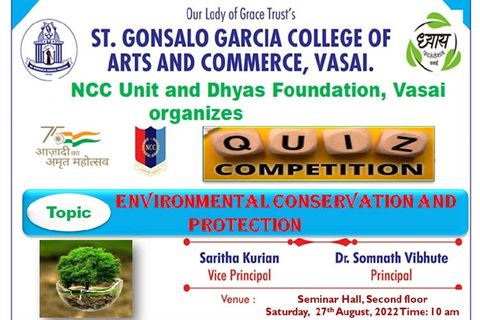 Our Lady of Grace Trust's
ST. GONSALO GARCIA COLLEGE OF
ARTS AND COMMERCE, VASAI.
ध्यास
NCC Unit and Dhyas Foundation, Vasai
organizes
75
आज़ादी का
अमृत महोत्सव
NCC
QUIZ
COMPETITION
Topic
ENVIRONMENTAL CONSERVATION AND
PROTECTION
Saritha Kurian
Vice Principal
Dr. Somnath Vibhute
Principal
Venue : Seminar Hall, Second floor
Saturday, 27th August, 2022 Time: 10 am